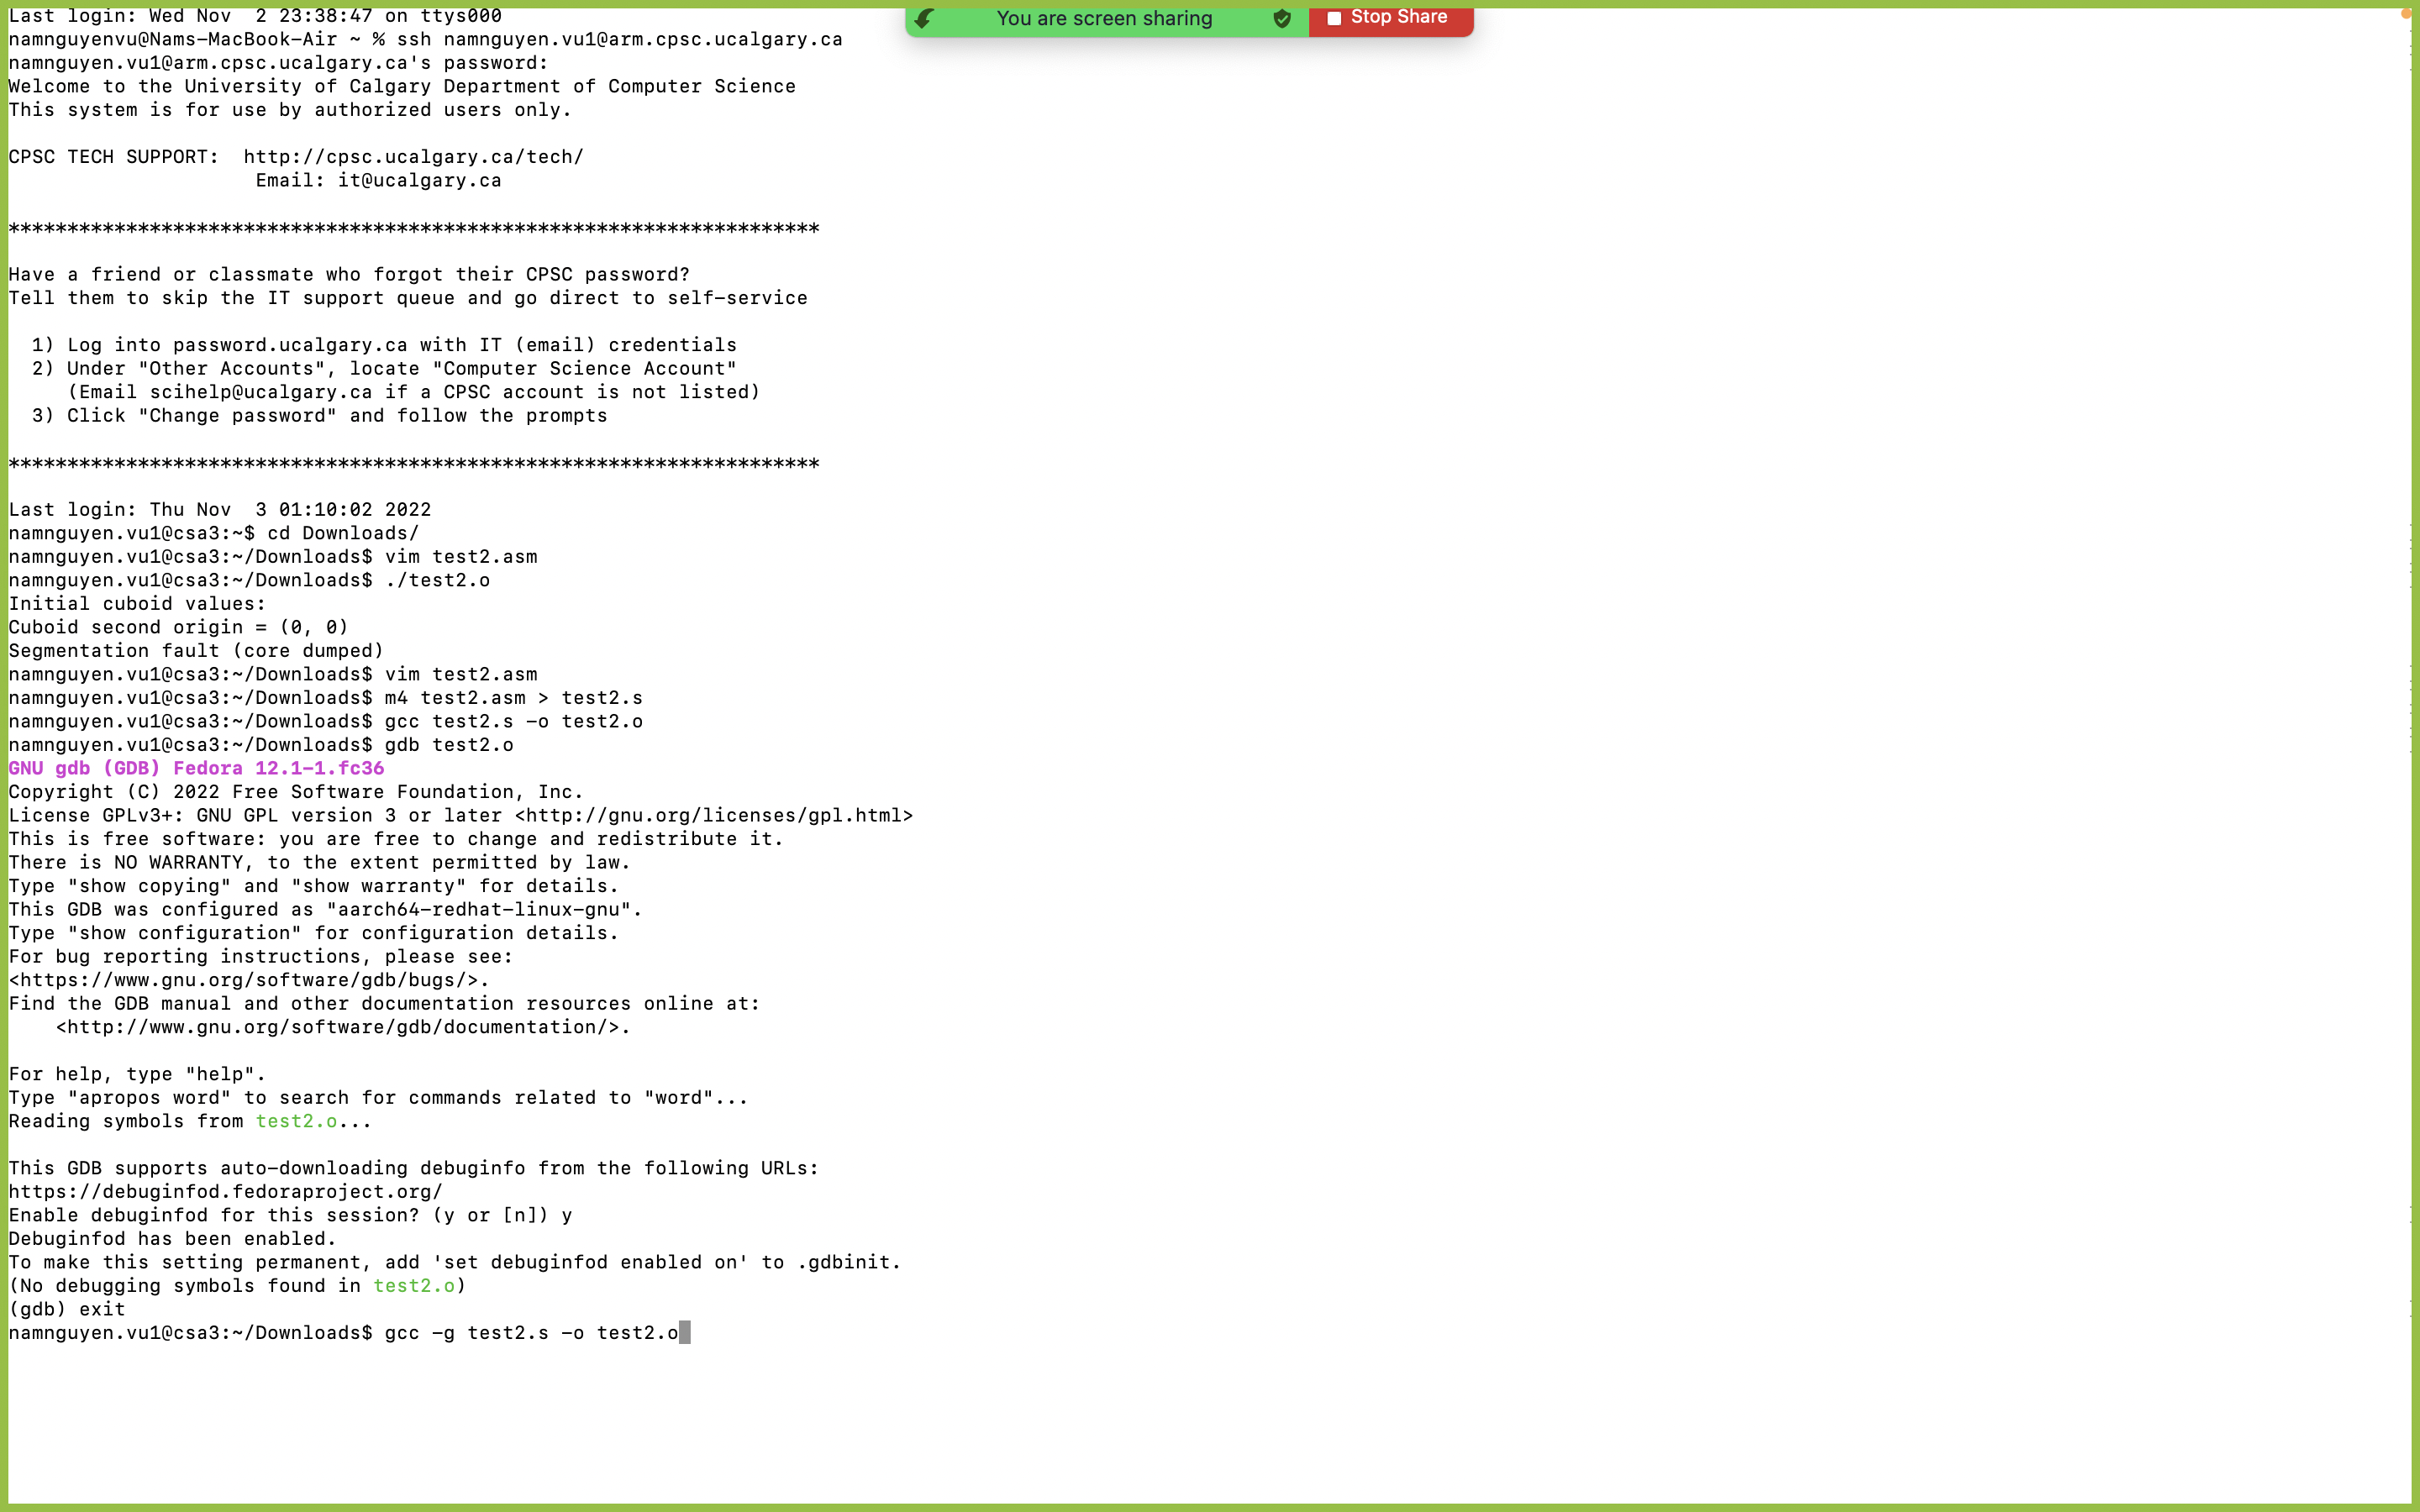 Last login: Wed Nov  2 23:38:47 on ttys000
You are screen sharing
Stop Share
namnguyenvu@Nams-MacBook-Air ~ % ssh namnguyen.vu1@arm.cpsc.ucalgary.ca
namnguyen.vu1@arm.cpsc.ucalgary.ca's password:
Welcome to the University of Calgary Department of Computer Science
This system is for use by authorized users only.
CPSC TECH SUPPORT:  http://cpsc.ucalgary.ca/tech/
Email: it@ucalgary.ca
*********************************************************************
Have a friend or classmate who forgot their CPSC password?
Tell them to skip the IT support queue and go direct to self-service
1) Log into password.ucalgary.ca with IT (email) credentials
2) Under "Other Accounts", locate "Computer Science Account"
(Email scihelp@ucalgary.ca if a CPSC account is not listed)
3) Click "Change password" and follow the prompts
*********************************************************************
Last login: Thu Nov  3 01:10:02 2022
namnguyen.vu1@csa3:~$ cd Downloads/
namnguyen.vu1@csa3:~/Downloads$ vim test2.asm
namnguyen.vu1@csa3:~/Downloads$ ./test2.o
Initial cuboid values:
Cuboid second origin = (0, 0)
Segmentation fault (core dumped)
namnguyen.vu1@csa3:~/Downloads$ vim test2.asm
namnguyen.vu1@csa3:~/Downloads$ m4 test2.asm > test2.s
namnguyen.vu1@csa3:~/Downloads$ gcc test2.s -o test2.o
namnguyen.vu1@csa3:~/Downloads$ gdb test2.o
GNU gdb (GDB) Fedora 12.1-1.fc36
Copyright (C) 2022 Free Software Foundation, Inc.
License GPLv3+: GNU GPL version 3 or later <http://gnu.org/licenses/gpl.html>
This is free software: you are free to change and redistribute it.
There is NO WARRANTY, to the extent permitted by law.
Type "show copying" and "show warranty" for details.
This GDB was configured as "aarch64-redhat-linux-gnu".
Type "show configuration" for configuration details.
For bug reporting instructions, please see:
<https://www.gnu.org/software/gdb/bugs/>.
Find the GDB manual and other documentation resources online at:
<http://www.gnu.org/software/gdb/documentation/>.
For help, type "help".
Type "apropos word" to search for commands related to "word"...
Reading symbols from test2.o...
This GDB supports auto-downloading debuginfo from the following URLs:
https://debuginfod.fedoraproject.org/
Enable debuginfod for this session? (y or [n]) y
Debuginfod has been enabled.
To make this setting permanent, add 'set debuginfod enabled on' to .gdbinit.
(No debugging symbols found in test2.o)
(gdb) exit
namnguyen.vu1@csa3:~/Downloads$ gcc -g test2.s -o test2.o